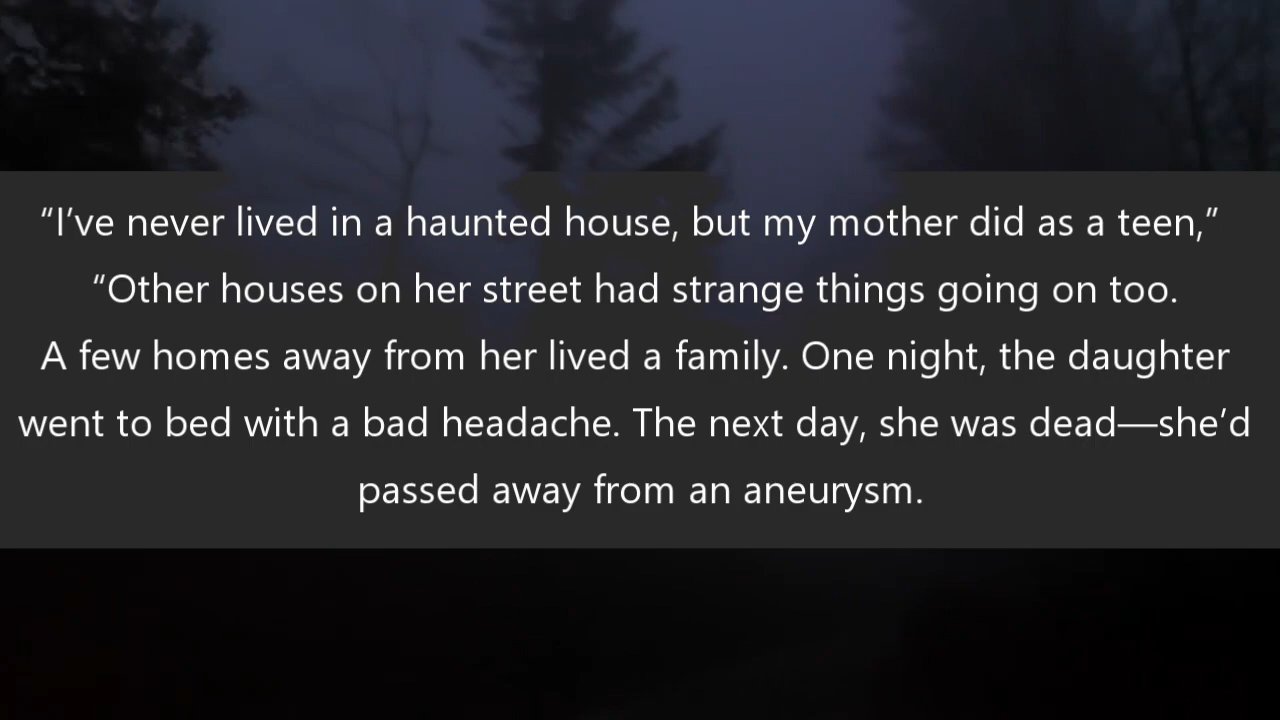 “I’ve never lived in a haunted house, but my mother did as a teen,”
“Other houses on her street had strange things going on too.
A few homes away from her lived a family. One night, the daughter
went to bed with a bad headache. The next day, she was dead—she’d
passed away from an aneurysm.